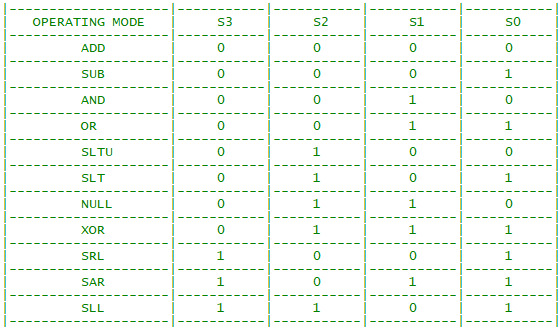 OPERATING MODE | S3 | S2 | S1 | S0
ADD | 0 | 0 | 0 | 0
SUB | 0 | 0 | 0 | 1
AND | 0 | 0 | 1 | 0
OR | 0 | 0 | 1 | 1
SLTU | 0 | 1 | 0 | 0
SLT | 0 | 1 | 0 | 1
NULL | 0 | 1 | 1 | 0
XOR | 0 | 1 | 1 | 1
SRL | 1 | 0 | 0 | 1
SAR | 1 | 0 | 1 | 1
SLL | 1 | 1 | 0 | 1